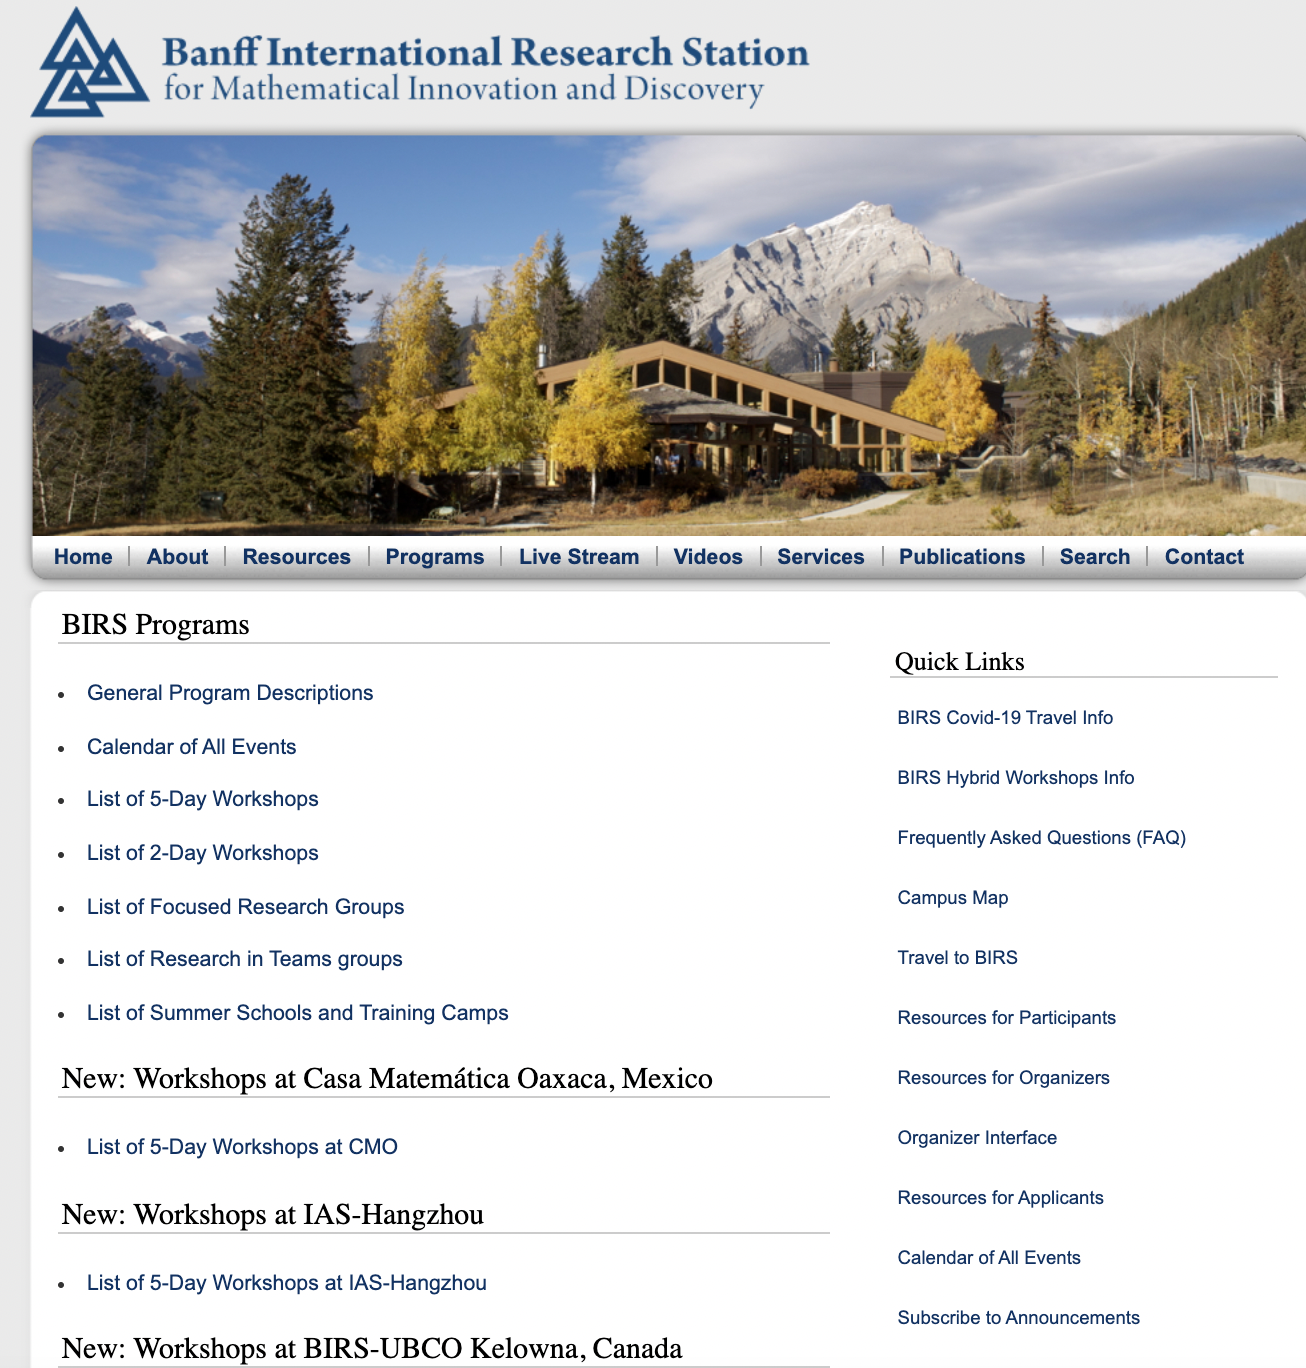 Banff International Research Station
for Mathematical Innovation and Discovery
Home | About | Resources | Programs | Live Stream | Videos | Services | Publications | Search | Contact
BIRS Programs
• General Program Descriptions
• Calendar of All Events
• List of 5-Day Workshops
• List of 2-Day Workshops
• List of Focused Research Groups
• List of Research in Teams groups
• List of Summer Schools and Training Camps
New: Workshops at Casa Matemática Oaxaca, Mexico
• List of 5-Day Workshops at CMO
New: Workshops at IAS-Hangzhou
• List of 5-Day Workshops at IAS-Hangzhou
New: Workshops at BIRS-UBCO Kelowna, Canada
Quick Links
BIRS Covid-19 Travel Info
BIRS Hybrid Workshops Info
Frequently Asked Questions (FAQ)
Campus Map
Travel to BIRS
Resources for Participants
Resources for Organizers
Organizer Interface
Resources for Applicants
Calendar of All Events
Subscribe to Announcements